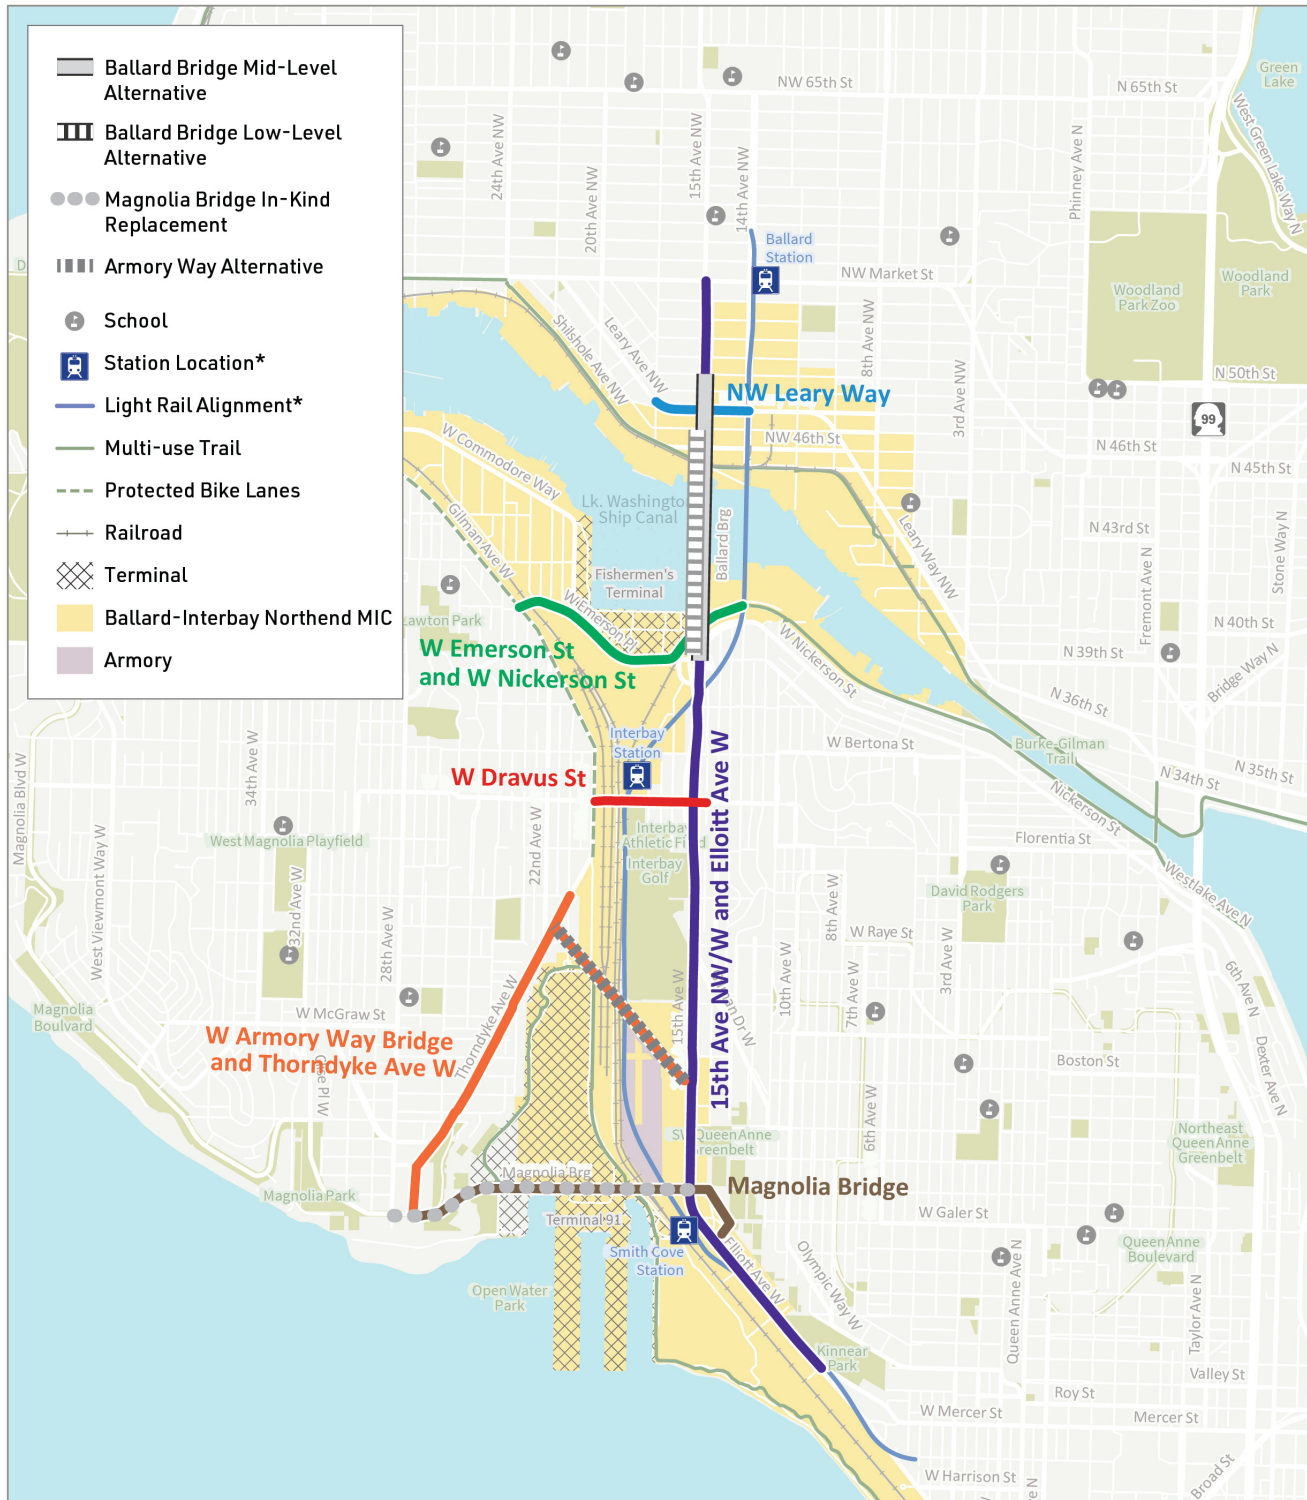 Ballard Bridge Mid-Level
Alternative
Ballard Bridge Low-Level
Alternative
Magnolia Bridge In-Kind
Replacement
Armory Way Alternative
School
Station Location*
Light Rail Alignment*
Multi-use Trail
Protected Bike Lanes
Railroad
Terminal
Ballard-Interbay Northend MIC
Armory
NW 65th St
N 65th St
Green
Lake
West Green Lake Way N
24th Ave NW
20th Ave NW
15th Ave NW
14th Ave NW
Phinney Ave N
Ballard
Station
NW Market St
Woodland
Park Zoo
Woodland
Park
Shilshole Ave NW
Leary Ave NW
8th Ave NW
3rd Ave NW
N 50th St
NW Leary Way
99
NW 46th St
N 46th St
N 45th St
W Commodore Way
Gilman Ave W
Lk. Washingto
Ship Canal
Ballard Brg
Leary Way NW
N 43rd St
Stone Way N
Fremont Ave N
Fishermen's
Terminal
W Emerson Pl
Lawton Park
W Emerson St
and W Nickerson St
W Nickerson St
N 40th St
N 39th St
Bridge Way N
N 36th St
Interbay
Station
W Bertona St
Burke-Gilman
Trail
N 35th St
N 34th St
Nickerson St
Magnolia Blvd W
34th Ave W
W Dravus St
22nd Ave W
West Magnolia Playfield
Interbay
Athletic Field
Interbay
Golf
15th Ave NW/W and Elloitt Ave W
Florentia St
Westlake Ave N
West Viewmont Way W
32nd Ave W
28th Ave W
8th Ave W
David Rodgers
Park
W Raye St
3rd Ave W
10th Ave W
7th Ave W
6th Ave N
Magnolia
Boulvard
W McGraw St
Thorndyke Ave W
15th Ave W
an Dr W
W Armory Way Bridge
and Thorndyke Ave W
Boston St
Dexter Ave N
6th Ave W
SW Queen Anne
Greenbelt
Northeast
Queen Anne
Greenbelt
Magnolia Brg
Magnolia Bridge
Magnolia Park
Terminal 91
W Galer St
Smith Cove
Station
Elliott Ave W
Olympic Way W
Queen Anne Ave N
Queen Anne
Boulevard
Taylor Ave N
Open Water
Park
Kinnear
Park
Valley St
Roy St
W Mercer St
Mercer St
W Harrison St
Broad St
e N